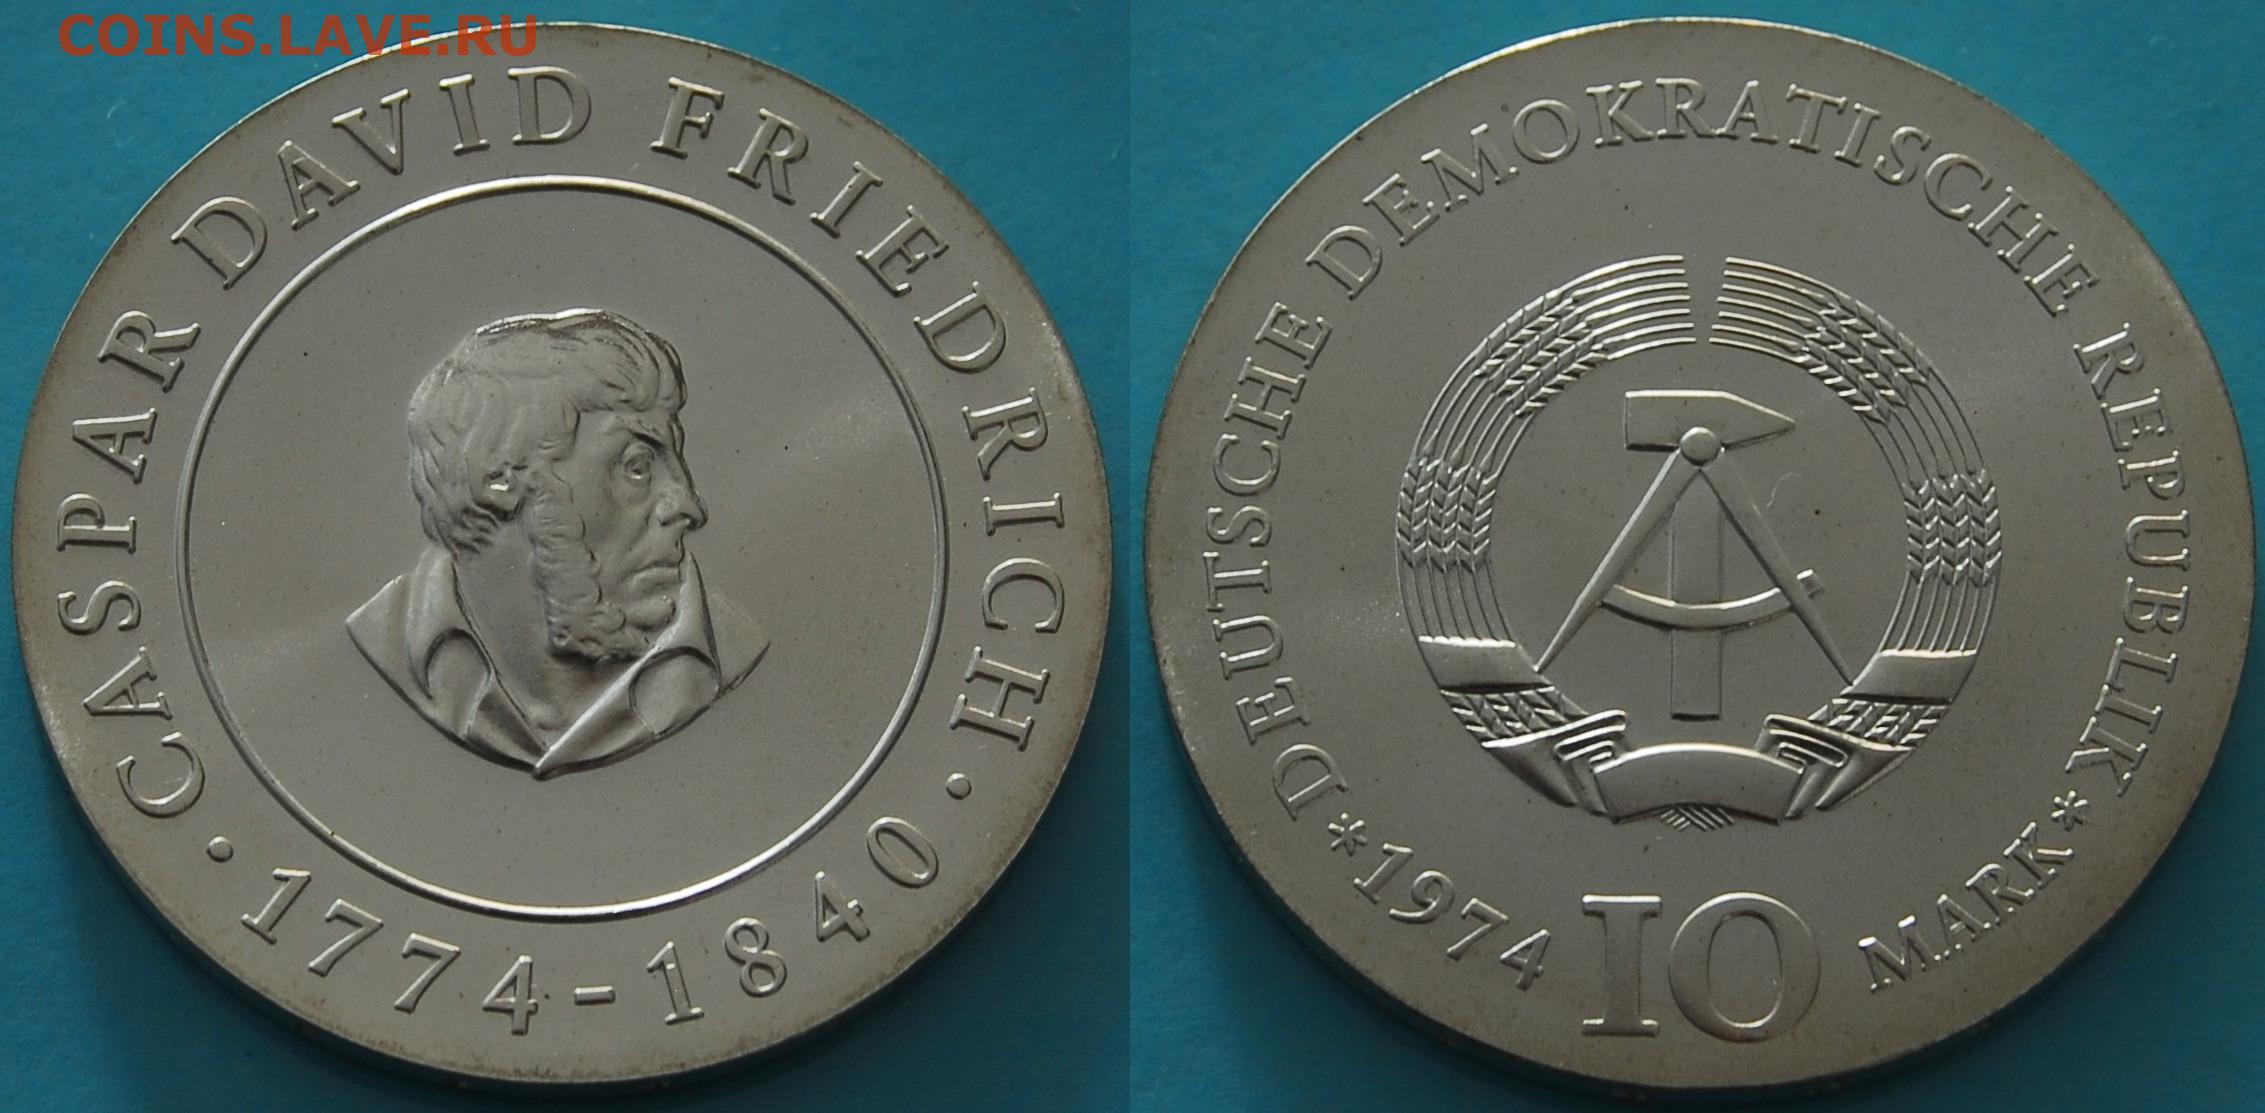 COINS.LAVE.RU
CASPAR DAVID FRIEDRICH
· 1774-1840 ·
DEUTSCHE DEMOKRATISCHE REPUBLIK
* 1974 10 MARK *